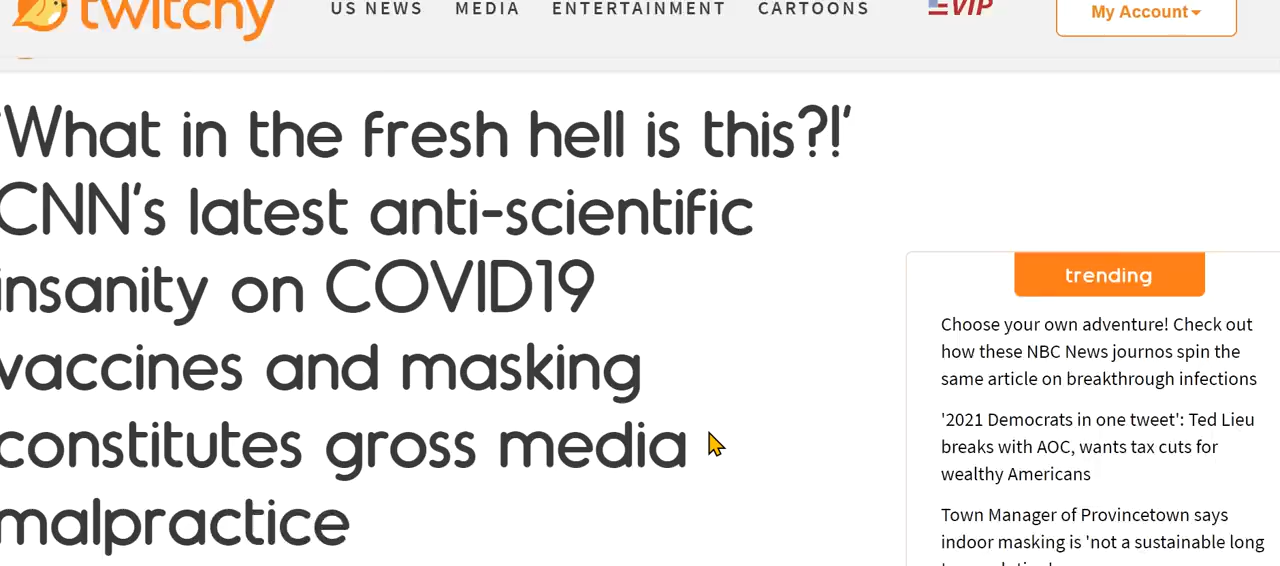 twitchy
US NEWS MEDIA ENTERTAINMENT CARTOONS VIP My Account
'What in the fresh hell is this?!'
CNN's latest anti-scientific
insanity on COVID19
vaccines and masking
constitutes gross media
malpractice
trending
Choose your own adventure! Check out
how these NBC News journos spin the
same article on breakthrough infections
'2021 Democrats in one tweet': Ted Lieu
breaks with AOC, wants tax cuts for
wealthy Americans
Town Manager of Provincetown says
indoor masking is 'not a sustainable long